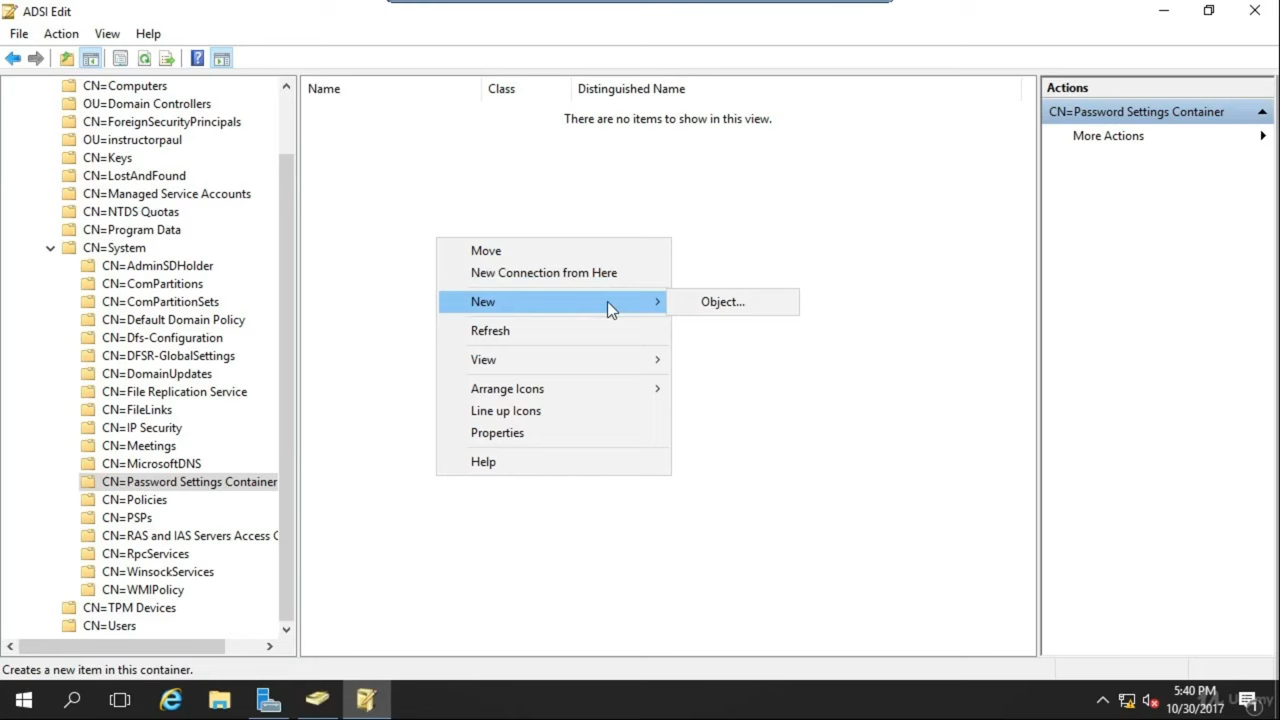 ADSI Edit
File Action View Help
CN=Computers
OU=Domain Controllers
CN=ForeignSecurityPrincipals
OU=instructorpaul
CN=Keys
CN=LostAndFound
CN=Managed Service Accounts
CN=NTDS Quotas
CN=Program Data
CN=System
CN=AdminSDHolder
CN=ComPartitions
CN=ComPartitionSets
CN=Default Domain Policy
CN=Dfs-Configuration
CN=DFSR-GlobalSettings
CN=DomainUpdates
CN=File Replication Service
CN=FileLinks
CN=IP Security
CN=Meetings
CN=MicrosoftDNS
CN=Password Settings Container
CN=Policies
CN=PSPs
CN=RAS and IAS Servers Access C
CN=RpcServices
CN=WinsockServices
CN=WMIPolicy
CN=TPM Devices
CN=Users
Name Class Distinguished Name
There are no items to show in this view.
Move
New Connection from Here
New
Object...
Refresh
View
Arrange Icons
Line up Icons
Properties
Help
Actions
CN=Password Settings Container
More Actions
Creates a new item in this container.
5:40 PM
10/30/2017
1
Udemy